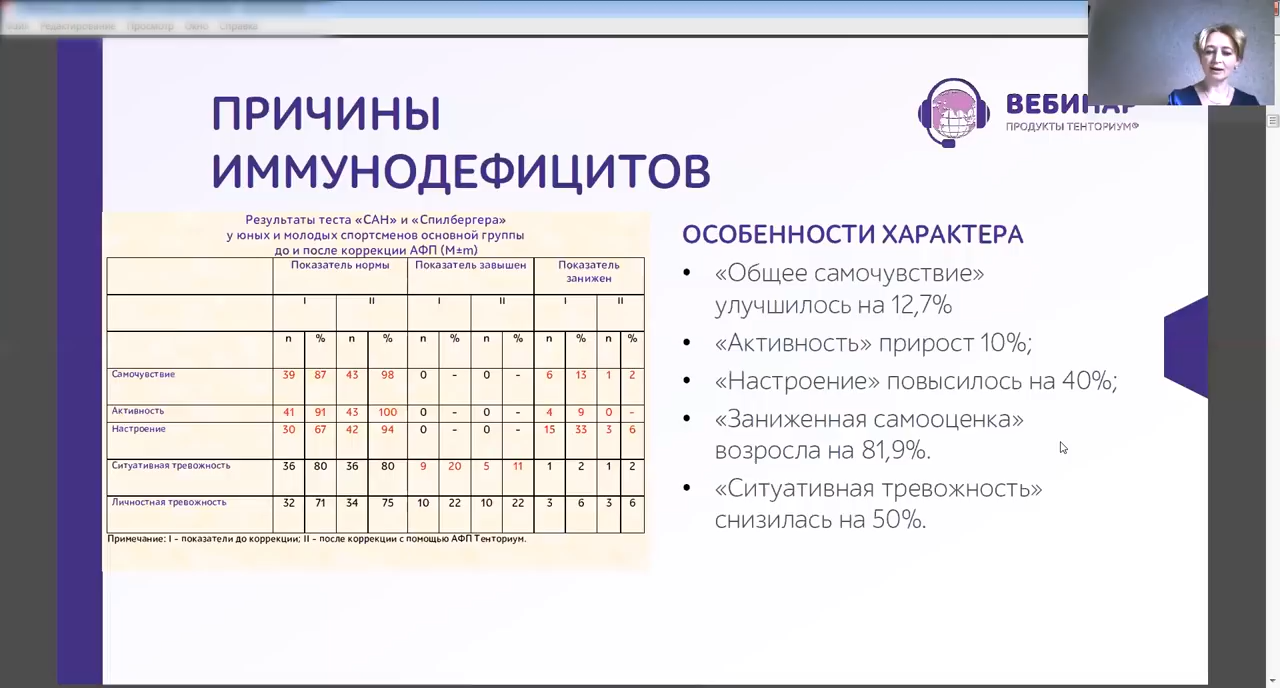 Файл Редактирование Просмотр Окно Справка
ПРИЧИНЫ
ИММУНОДЕФИЦИТОВ
ПРОДУКТЫ ТЕНТОРИУМ®
Результаты теста «САН» и «Спилбергера»
у юных и молодых спортсменов основной группы
до и после коррекции АФП (М±m)
Показатель нормы Показатель завышен Показатель
занижен
I II I II I II
n % n % n % n % n % n %
Самочувствие 39 87 43 98 0 - 0 - 6 13 1 2
Активность 41 91 43 100 0 - 0 - 4 9 0 -
Настроение 30 67 42 94 0 - 0 - 15 33 3 6
Ситуативная тревожность 36 80 36 80 9 20 5 11 1 2 1 2
Личностная тревожность 32 71 34 75 10 22 10 22 3 6 3 6
Примечание: I – показатели до коррекции; II – после коррекции с помощью АФП Тенториум.
ОСОБЕННОСТИ ХАРАКТЕРА
• «Общее самочувствие»
улучшилось на 12,7%
• «Активность» прирост 10%;
• «Настроение» повысилось на 40%;
• «Заниженная самооценка»
возросла на 81,9%.
• «Ситуативная тревожность»
снизилась на 50%.